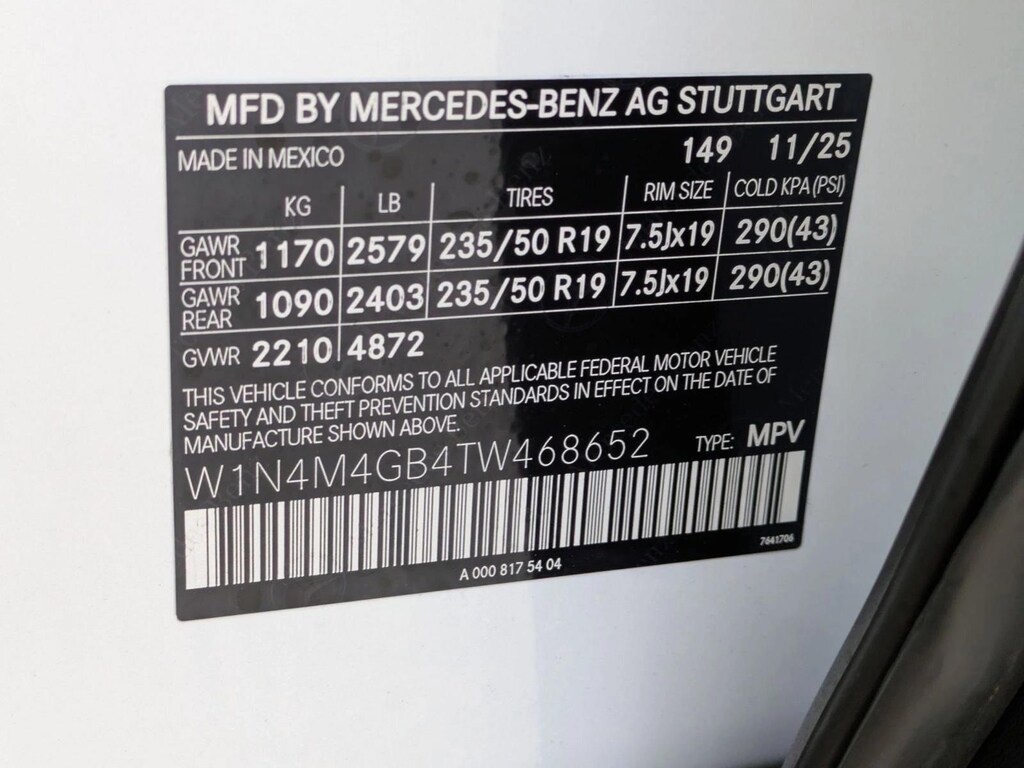 MFD BY MERCEDES-BENZ AG STUTTGART
MADE IN MEXICO 149 11/25
KG LB TIRES RIM SIZE COLD KPA (PSI)
GAWR FRONT 1170 2579 235/50 R19 7.5Jx19 290(43)
GAWR REAR 1090 2403 235/50 R19 7.5Jx19 290(43)
GVWR 2210 4872
THIS VEHICLE CONFORMS TO ALL APPLICABLE FEDERAL MOTOR VEHICLE
SAFETY AND THEFT PREVENTION STANDARDS IN EFFECT ON THE DATE OF
MANUFACTURE SHOWN ABOVE.
W1N4M4GB4TW468652 TYPE: MPV
7641706
A 000 817 54 04